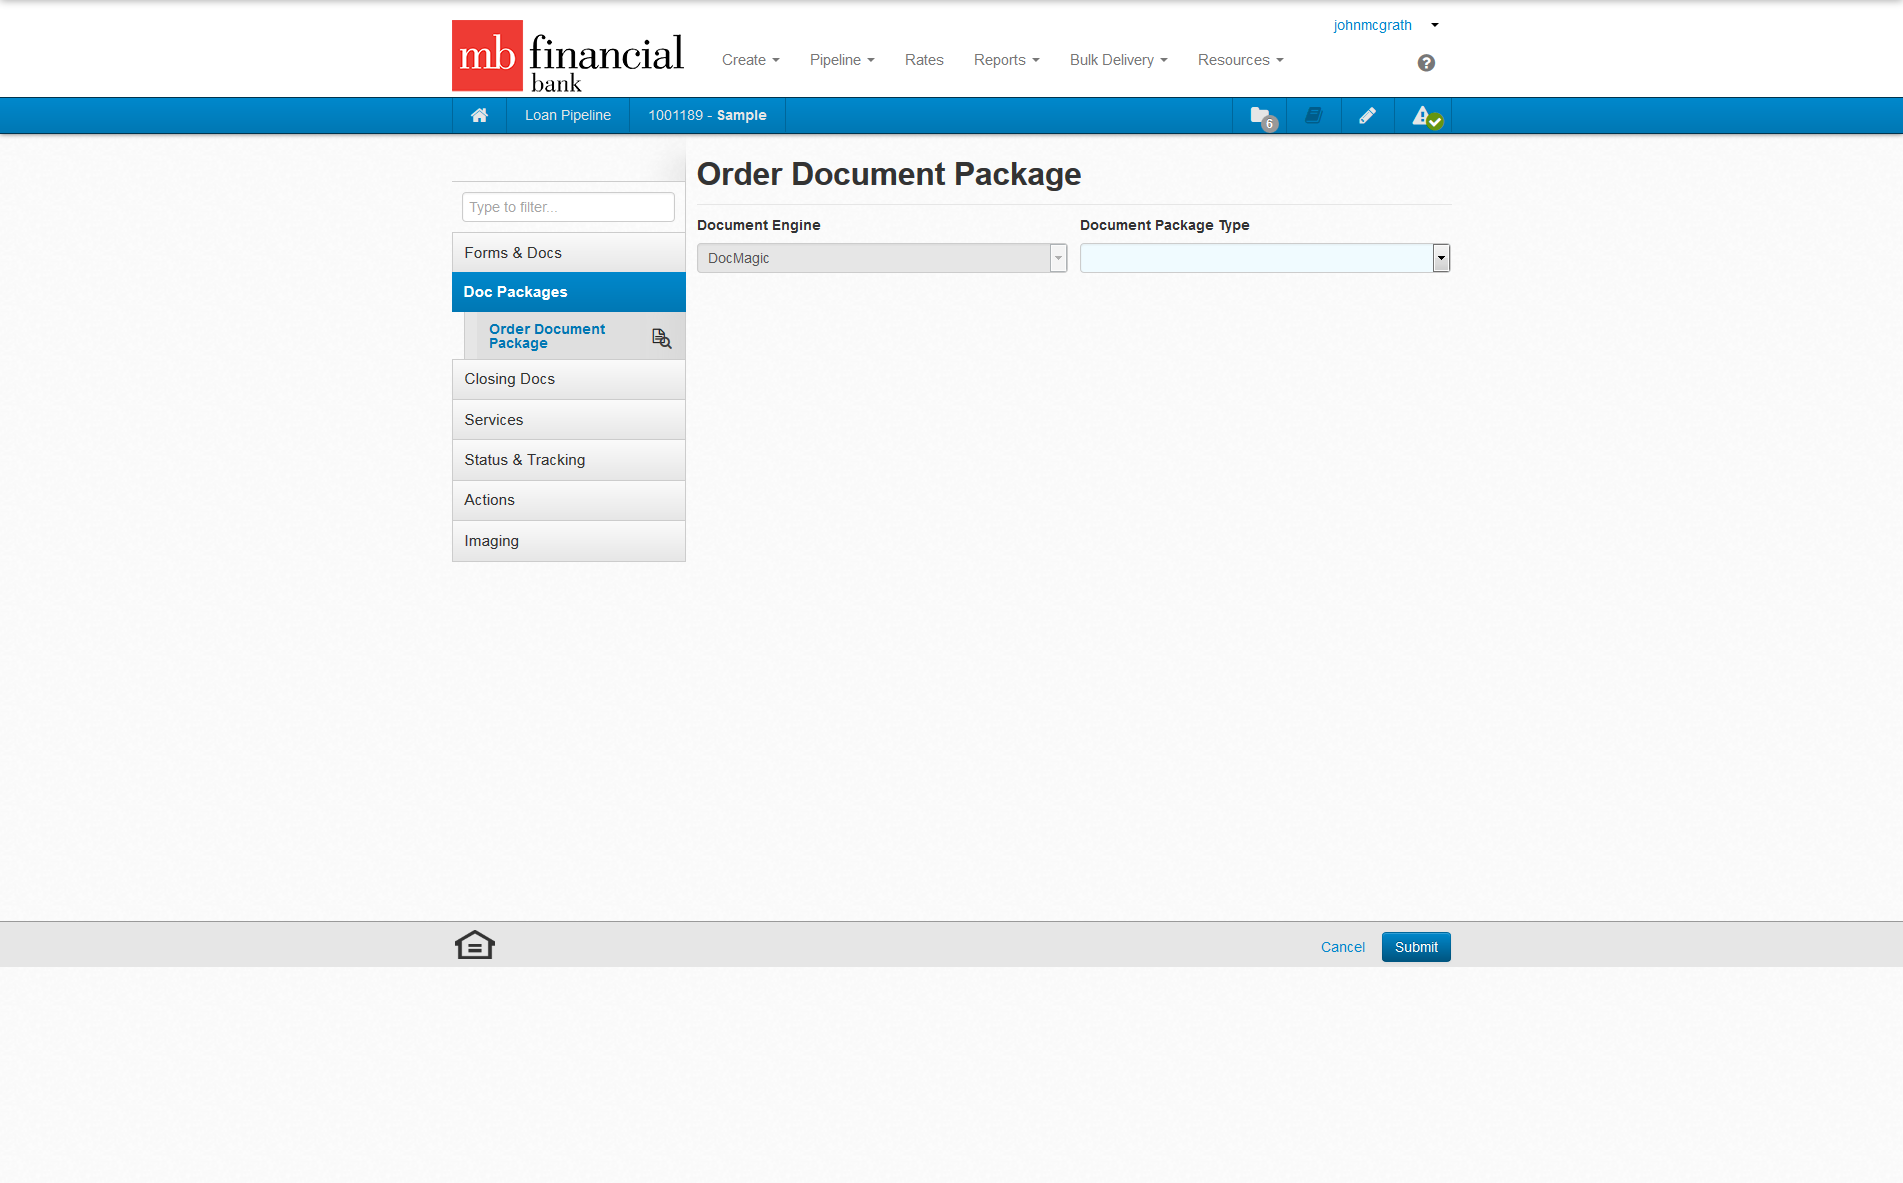 johnmcgrath
mb financial bank
Create
Pipeline
Rates
Reports
Bulk Delivery
Resources
Loan Pipeline
1001189 - Sample
6
Order Document Package
Type to filter...
Document Engine
Document Package Type
DocMagic
Forms & Docs
Doc Packages
Order Document
Package
Closing Docs
Services
Status & Tracking
Actions
Imaging
Cancel
Submit